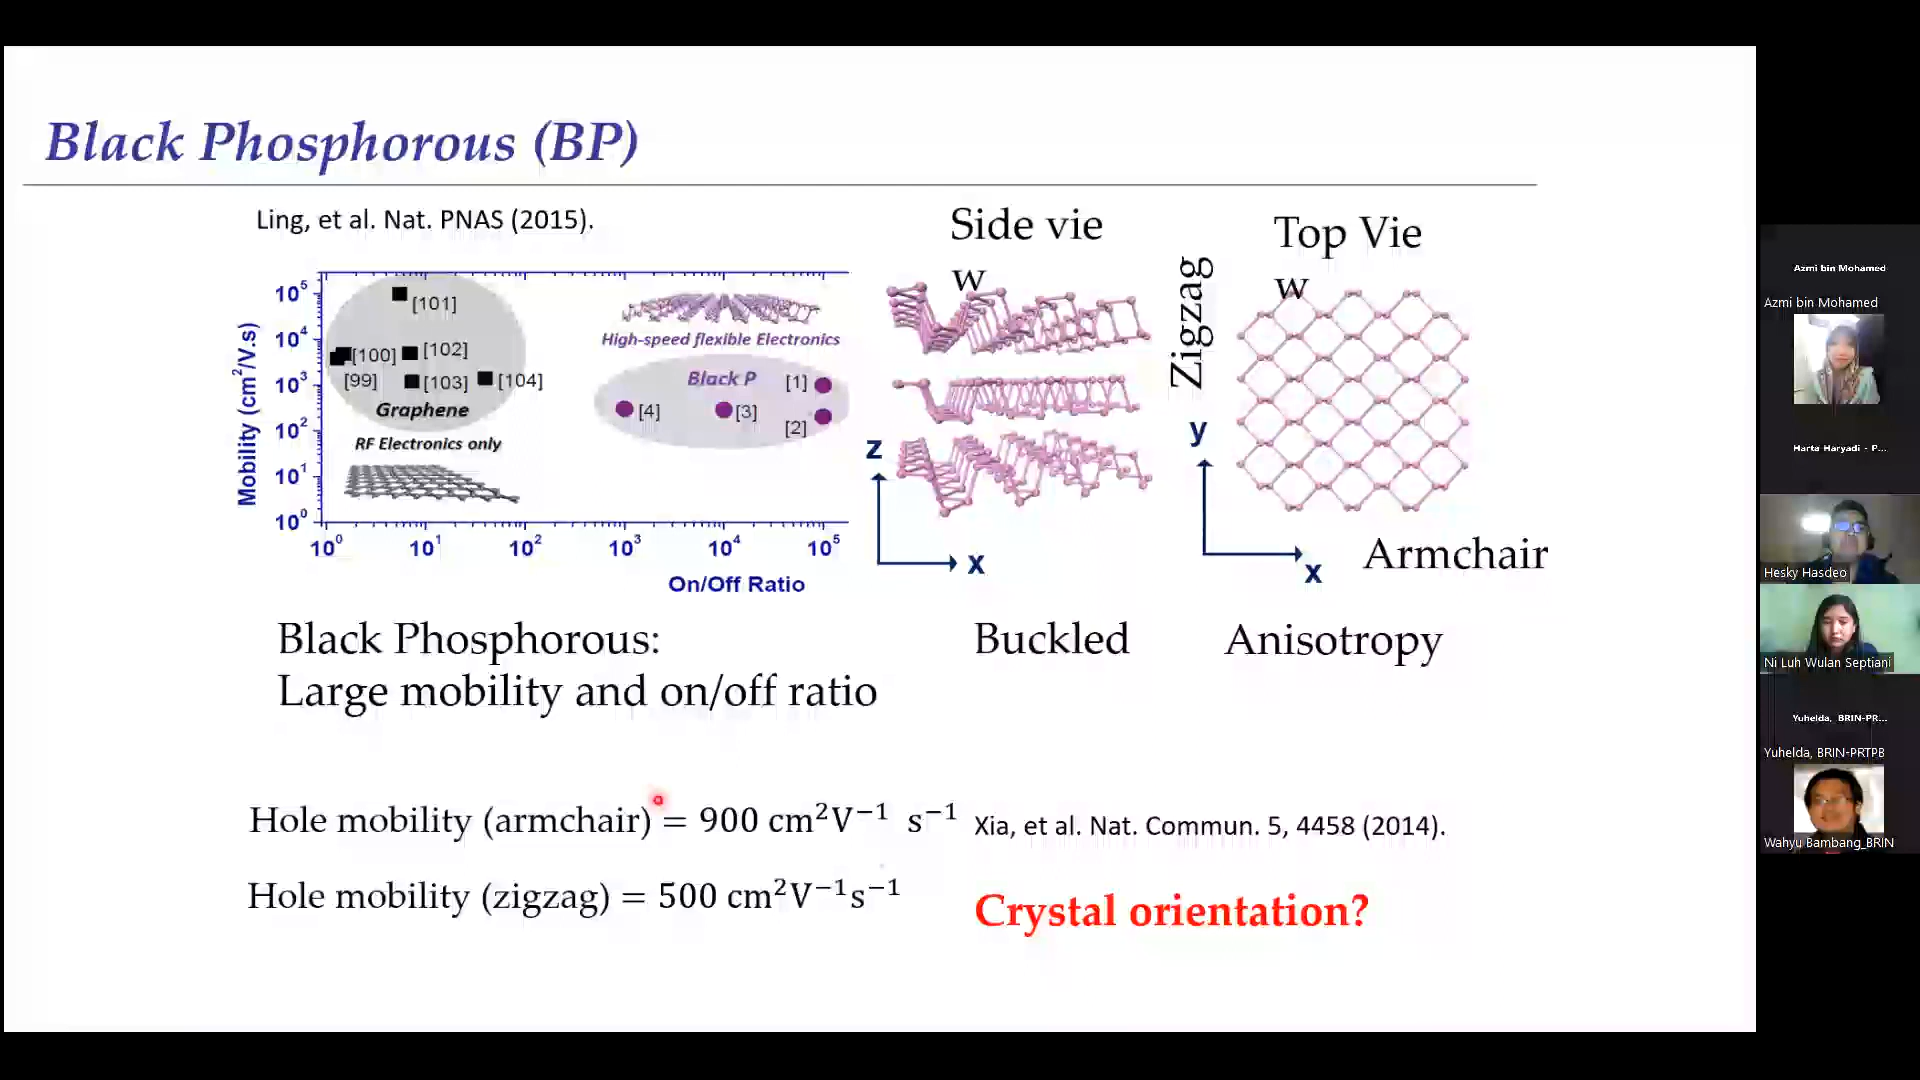 Black Phosphorous (BP)
Ling, et al. Nat. PNAS (2015).
Mobility (cm²/V.s)
10⁵
10⁴
10³
10²
10¹
10⁰
[101]
[100]
[102]
[99]
[103]
[104]
Graphene
RF Electronics only
High-speed flexible Electronics
Black P
[1]
[4]
[3]
[2]
10⁰
10¹
10²
10³
10⁴
10⁵
On/Off Ratio
Side vie
w
z
x
Top Vie
w
Zigzag
y
x
Armchair
Black Phosphorous:
Large mobility and on/off ratio
Buckled
Anisotropy
Hole mobility (armchair) = 900 cm²V⁻¹ s⁻¹
Xia, et al. Nat. Commun. 5, 4458 (2014).
Hole mobility (zigzag) = 500 cm²V⁻¹s⁻¹
Crystal orientation?
Azmi bin Mohamed
Azmi bin Mohamed
Harta Haryadi - P...
Hesky Hasdeo
Ni Luh Wulan Septiani
Yuhelda, BRIN-PR...
Yuhelda, BRIN-PRTPB
Wahyu Bambang_BRIN